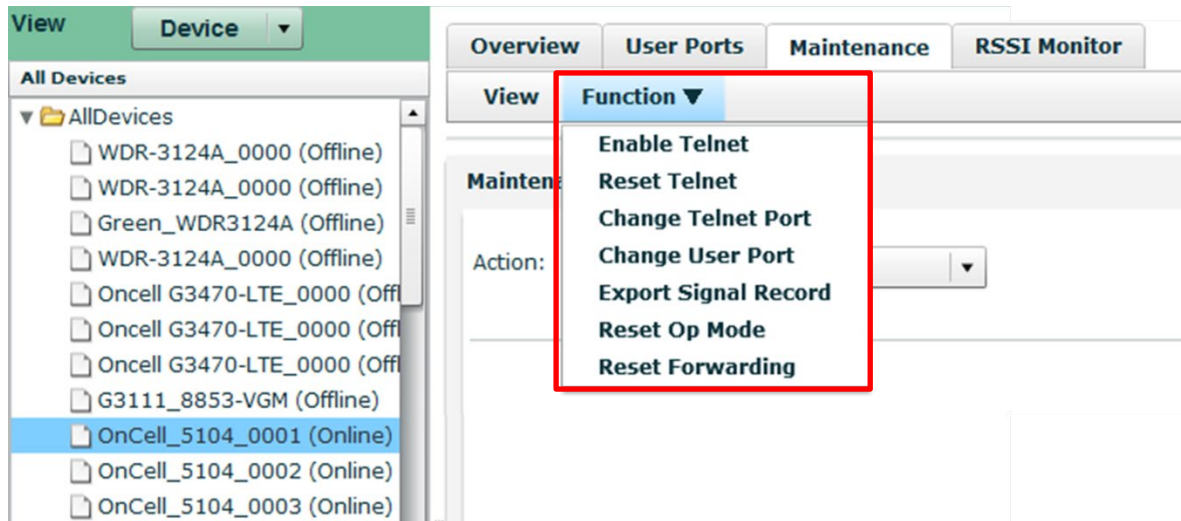 View
Device
All Devices
AllDevices
WDR-3124A_0000 (Offline)
WDR-3124A_0000 (Offline)
Green_WDR3124A (Offline)
WDR-3124A_0000 (Offline)
Oncell G3470-LTE_0000 (Offl
Oncell G3470-LTE_0000 (Offl
Oncell G3470-LTE_0000 (Offl
G3111_8853-VGM (Offline)
OnCell_5104_0001 (Online)
OnCell_5104_0002 (Online)
OnCell_5104_0003 (Online)
Overview User Ports Maintenance RSSI Monitor
View Function ▼
Enable Telnet
Reset Telnet
Change Telnet Port
Change User Port
Export Signal Record
Reset Op Mode
Reset Forwarding
Maintena
Action: